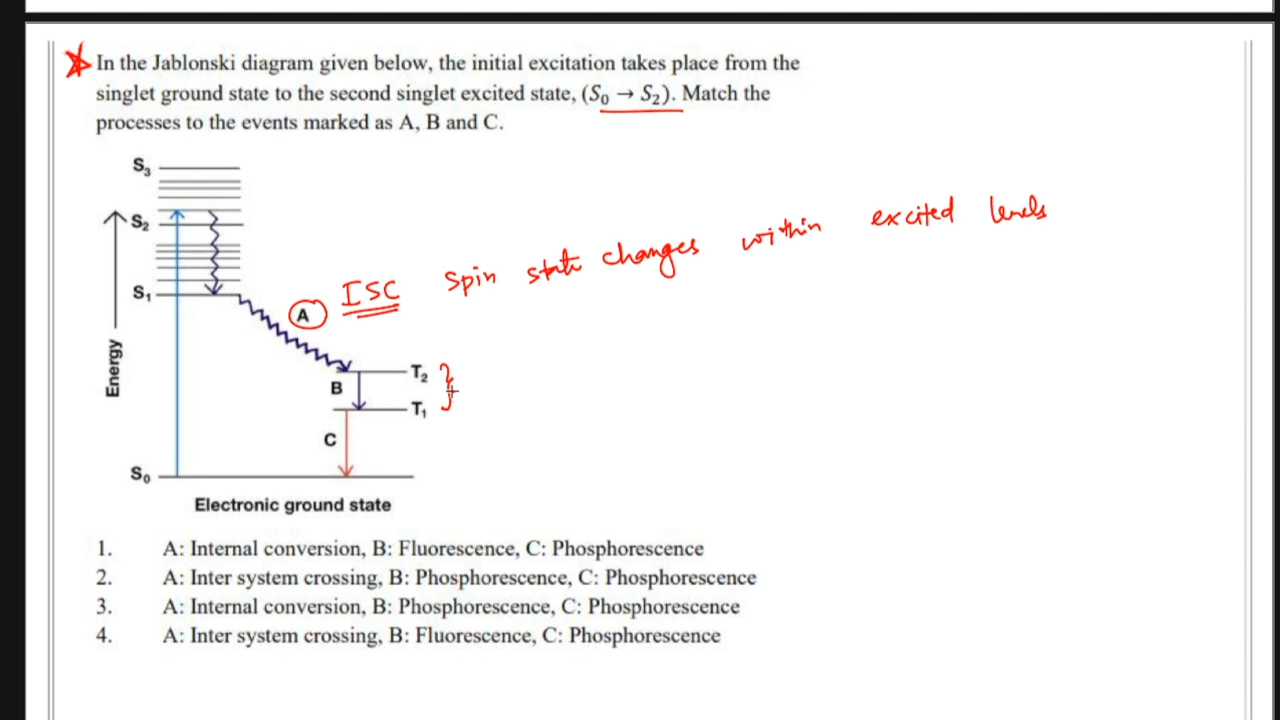 In the Jablonski diagram given below, the initial excitation takes place from the
singlet ground state to the second singlet excited state, (S₀ → S₂). Match the
processes to the events marked as A, B and C.
S₃
S₂
S₁
A
ISC spin state changes within excited levels
Energy
T₂
B
T₁
C
S₀
Electronic ground state
1. A: Internal conversion, B: Fluorescence, C: Phosphorescence
2. A: Inter system crossing, B: Phosphorescence, C: Phosphorescence
3. A: Internal conversion, B: Phosphorescence, C: Phosphorescence
4. A: Inter system crossing, B: Fluorescence, C: Phosphorescence